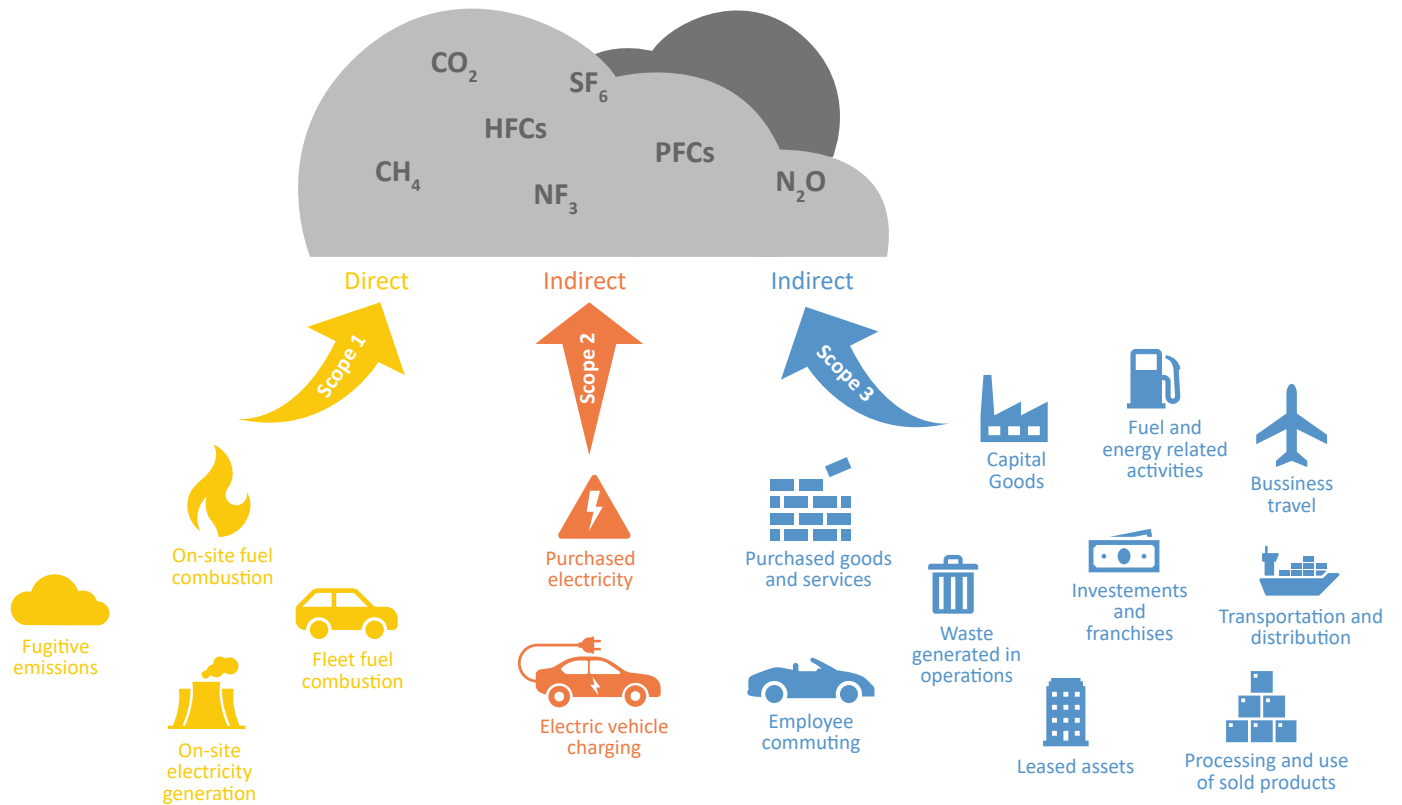 CO₂
SF₆
HFCs
PFCs
CH₄
N₂O
NF₃
Direct
Indirect
Indirect
Scope 1
Scope 2
Scope 3
On-site fuel
combustion
Fugitive
emissions
Fleet fuel
combustion
On-site
electricity
generation
Purchased
electricity
Electric vehicle
charging
Purchased goods
and services
Employee
commuting
Capital
Goods
Waste
generated in
operations
Fuel and
energy related
activities
Bussiness
travel
Investements
and
franchises
Transportation and
distribution
Leased assets
Processing and use
of sold products